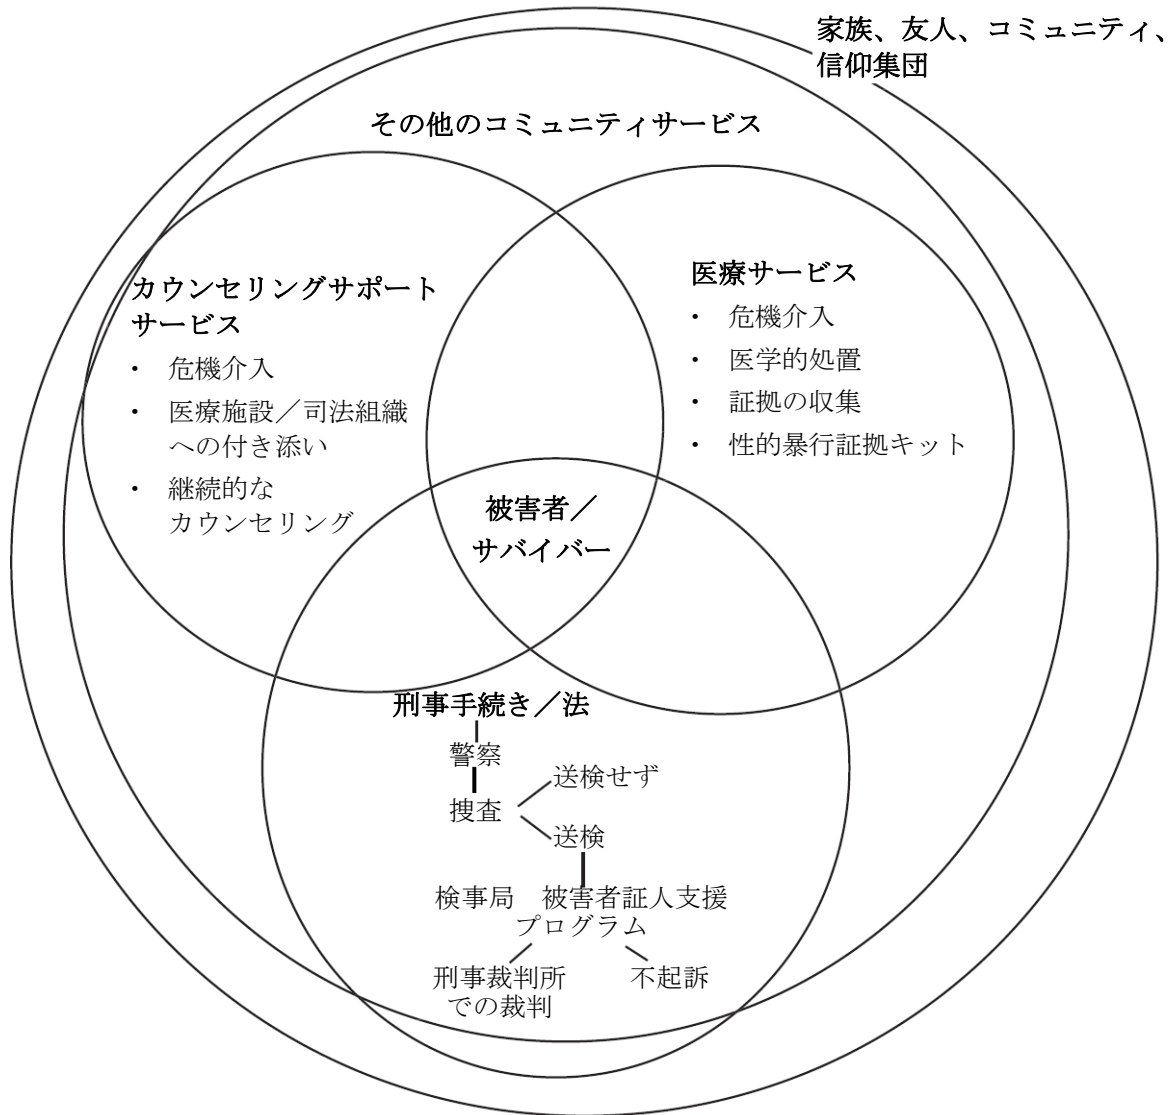 家族、友人、コミュニティ、
信仰集団
その他のコミュニティサービス
カウンセリングサポート
サービス
・ 危機介入
・ 医療施設／司法組織
への付き添い
・ 継続的な
カウンセリング
医療サービス
・ 危機介入
・ 医学的処置
・ 証拠の収集
・ 性的暴行証拠キット
被害者／
サバイバー
刑事手続き／法
警察
送検せず
捜査
送検
検事局 被害者証人支援
プログラム
刑事裁判所
での裁判
不起訴